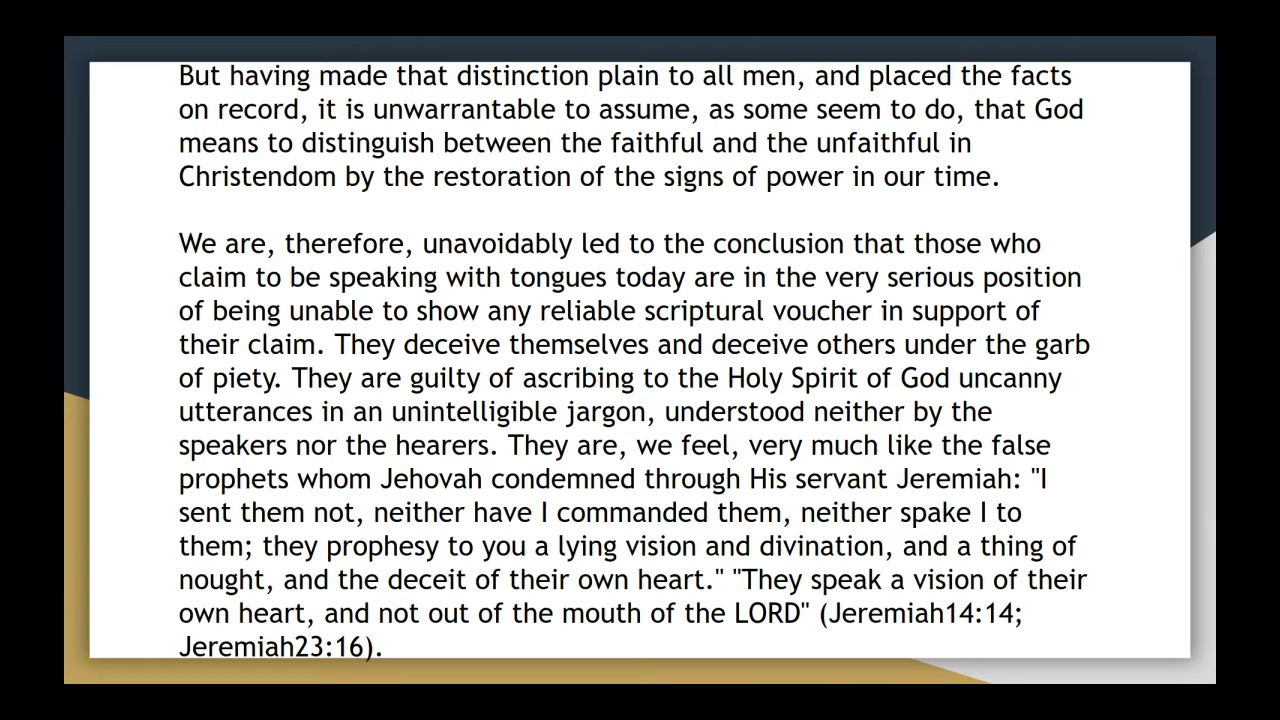 But having made that distinction plain to all men, and placed the facts
on record, it is unwarrantable to assume, as some seem to do, that God
means to distinguish between the faithful and the unfaithful in
Christendom by the restoration of the signs of power in our time.
We are, therefore, unavoidably led to the conclusion that those who
claim to be speaking with tongues today are in the very serious position
of being unable to show any reliable scriptural voucher in support of
their claim. They deceive themselves and deceive others under the garb
of piety. They are guilty of ascribing to the Holy Spirit of God uncanny
utterances in an unintelligible jargon, understood neither by the
speakers nor the hearers. They are, we feel, very much like the false
prophets whom Jehovah condemned through His servant Jeremiah: "I
sent them not, neither have I commanded them, neither spake I to
them; they prophesy to you a lying vision and divination, and a thing of
nought, and the deceit of their own heart." "They speak a vision of their
own heart, and not out of the mouth of the LORD" (Jeremiah14:14;
Jeremiah23:16).